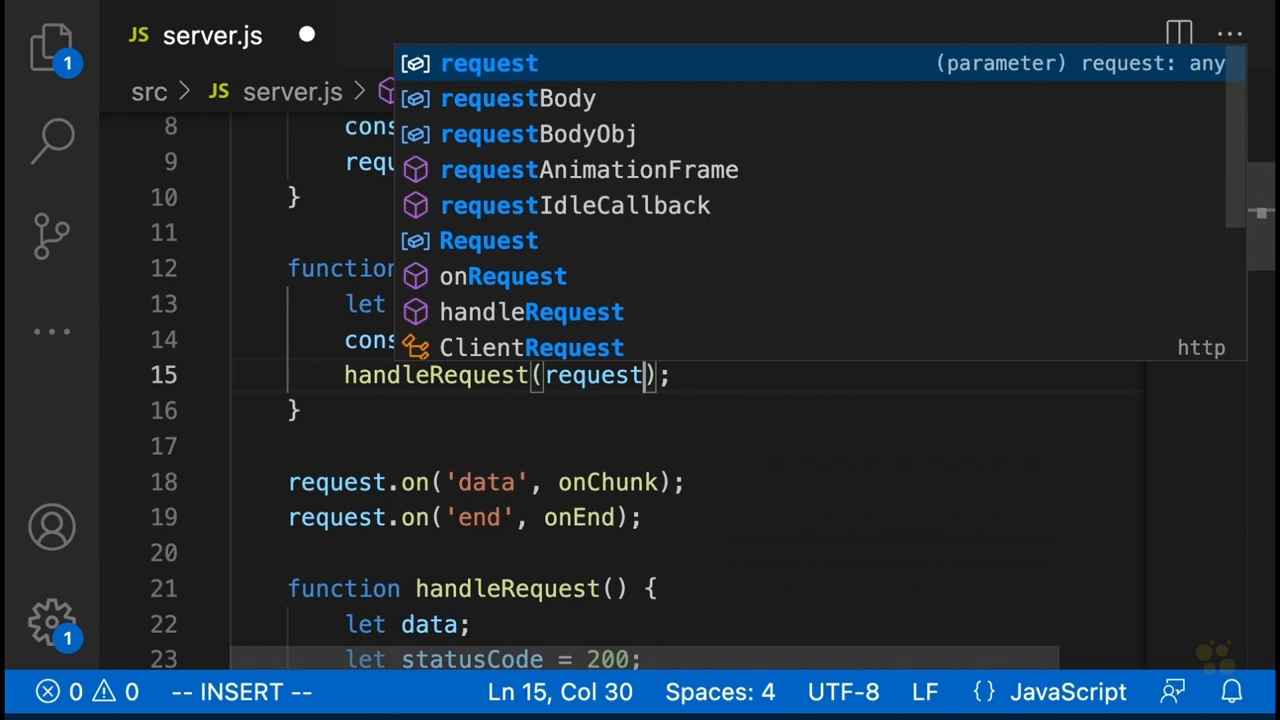 1
JS server.js
...
src > JS server.js >
request (parameter) request: any
requestBody
requestBodyObj
requestAnimationFrame
requestIdleCallback
Request
onRequest
handleRequest
ClientRequest http
8 cons
9 requ
10 }
11
12 function
13 let
14 cons
15 handleRequest(request);
16 }
17
18 request.on('data', onChunk);
19 request.on('end', onEnd);
20
21 function handleRequest() {
22 let data;
23 let statusCode = 200;
1
0 0 -- INSERT -- Ln 15, Col 30 Spaces: 4 UTF-8 LF {} JavaScript